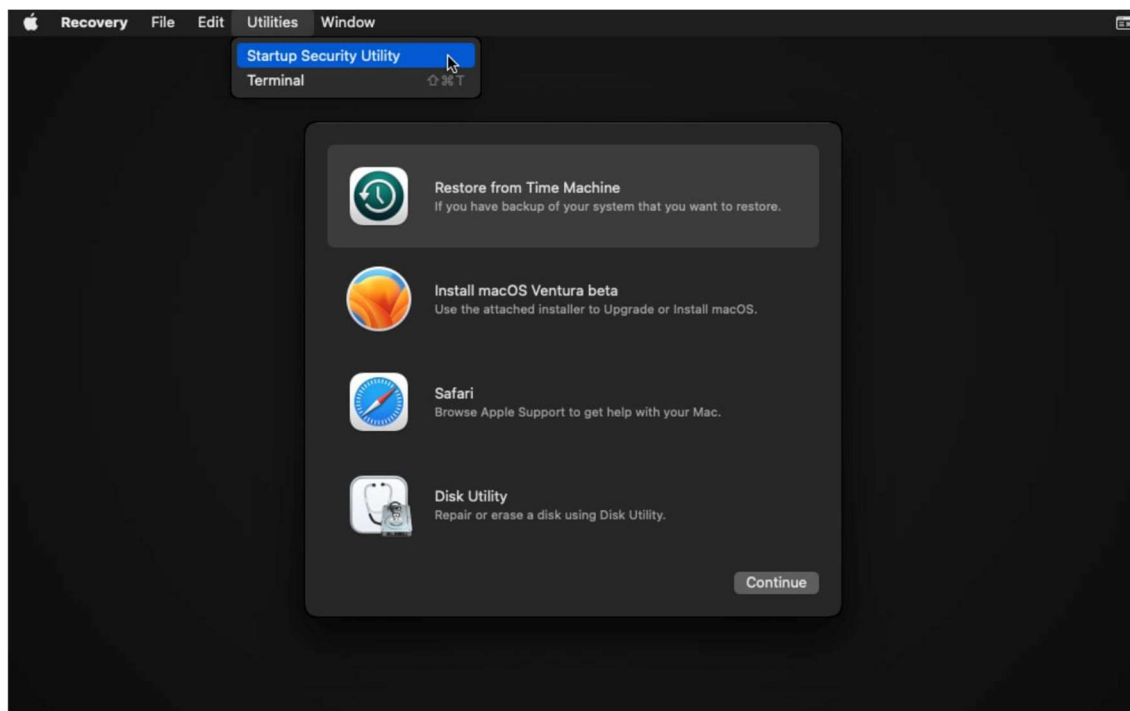 Recovery File Edit Utilities Window
Startup Security Utility
Terminal ⇧⌘T
Restore from Time Machine
If you have backup of your system that you want to restore.
Install macOS Ventura beta
Use the attached installer to Upgrade or Install macOS.
Safari
Browse Apple Support to get help with your Mac.
Disk Utility
Repair or erase a disk using Disk Utility.
Continue